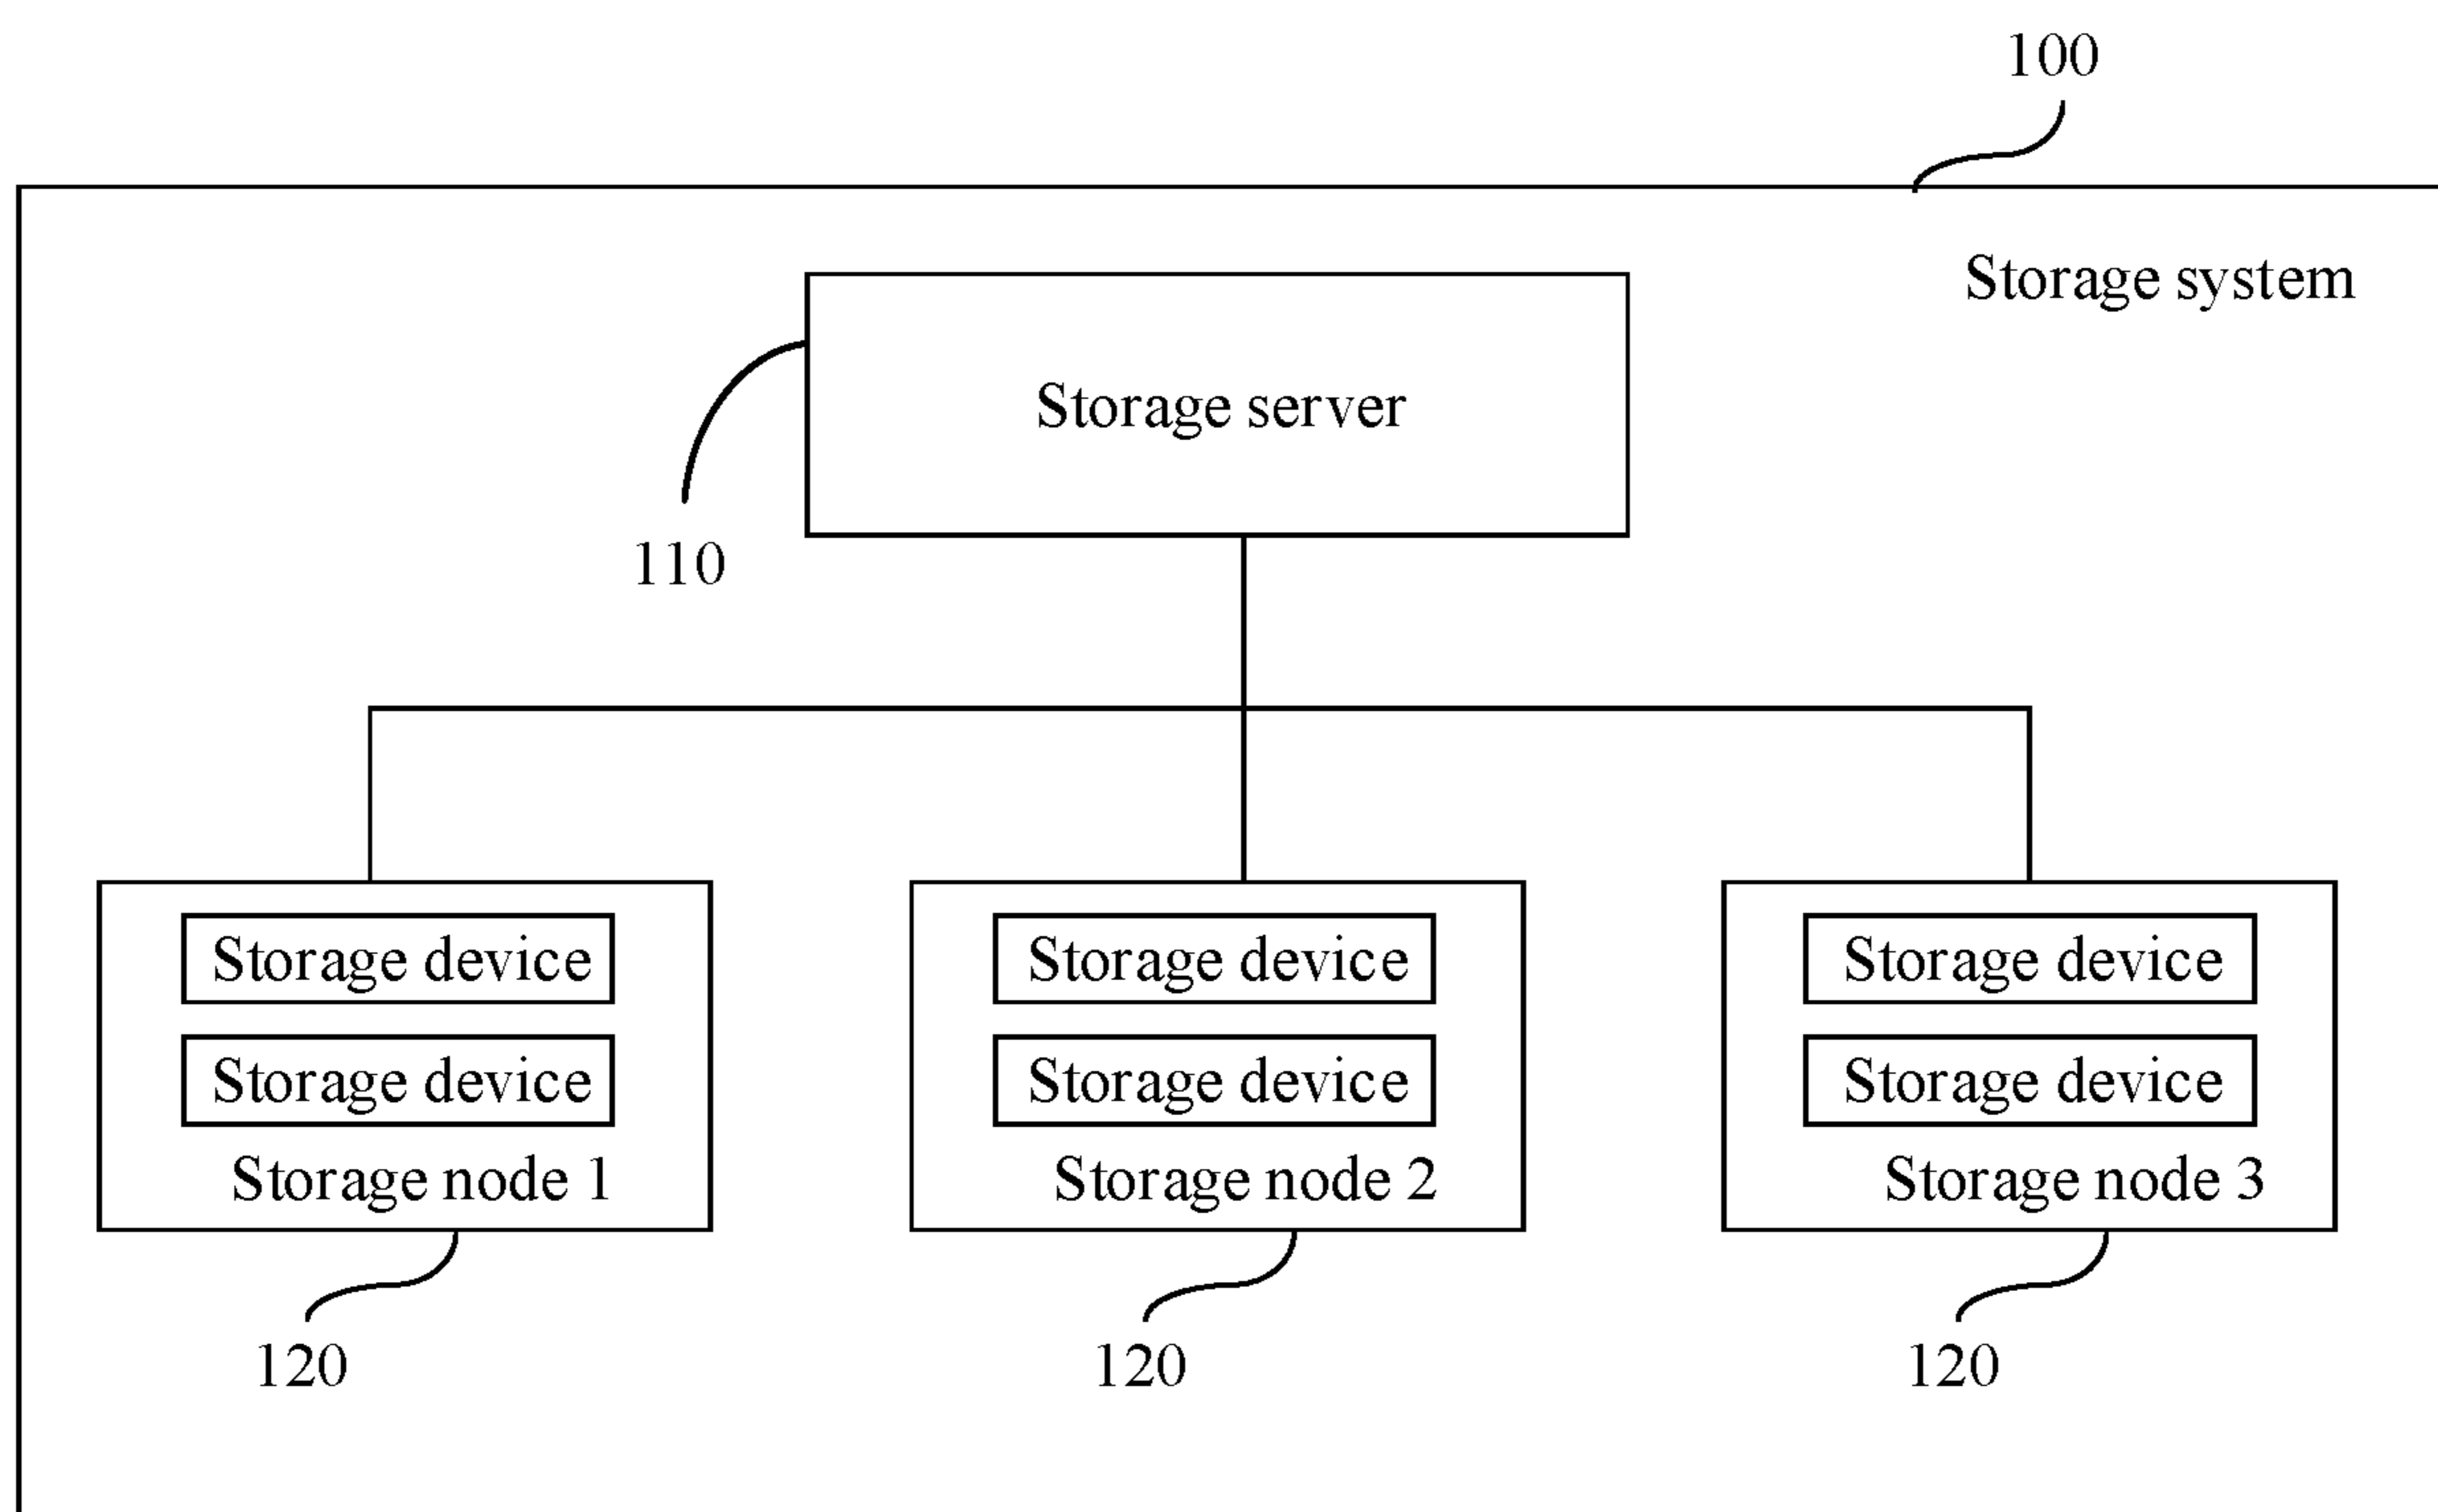 100
Storage system
Storage server
110
Storage device
Storage device
Storage node 1
120
Storage device
Storage device
Storage node 2
120
Storage device
Storage device
Storage node 3
120